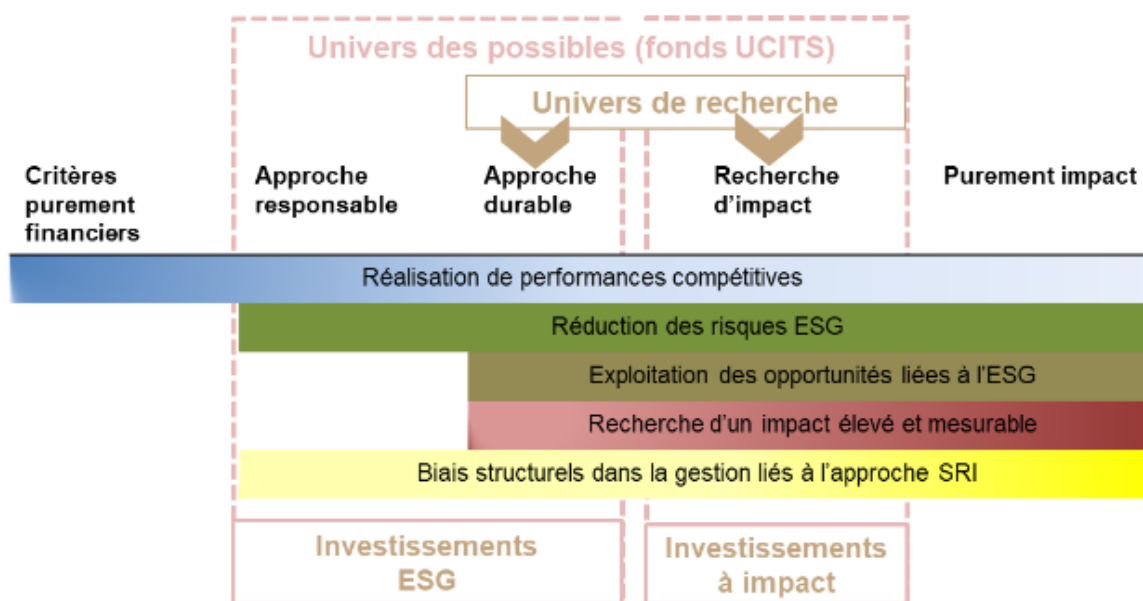 Univers des possibles (fonds UCITS)
Univers de recherche
Critères
purement
financiers
Approche
responsable
Approche
durable
Recherche
d'impact
Purement impact
Réalisation de performances compétitives
Réduction des risques ESG
Exploitation des opportunités liées à l'ESG
Recherche d'un impact élevé et mesurable
Biais structurels dans la gestion liés à l'approche SRI
Investissements
ESG
Investissements
à impact